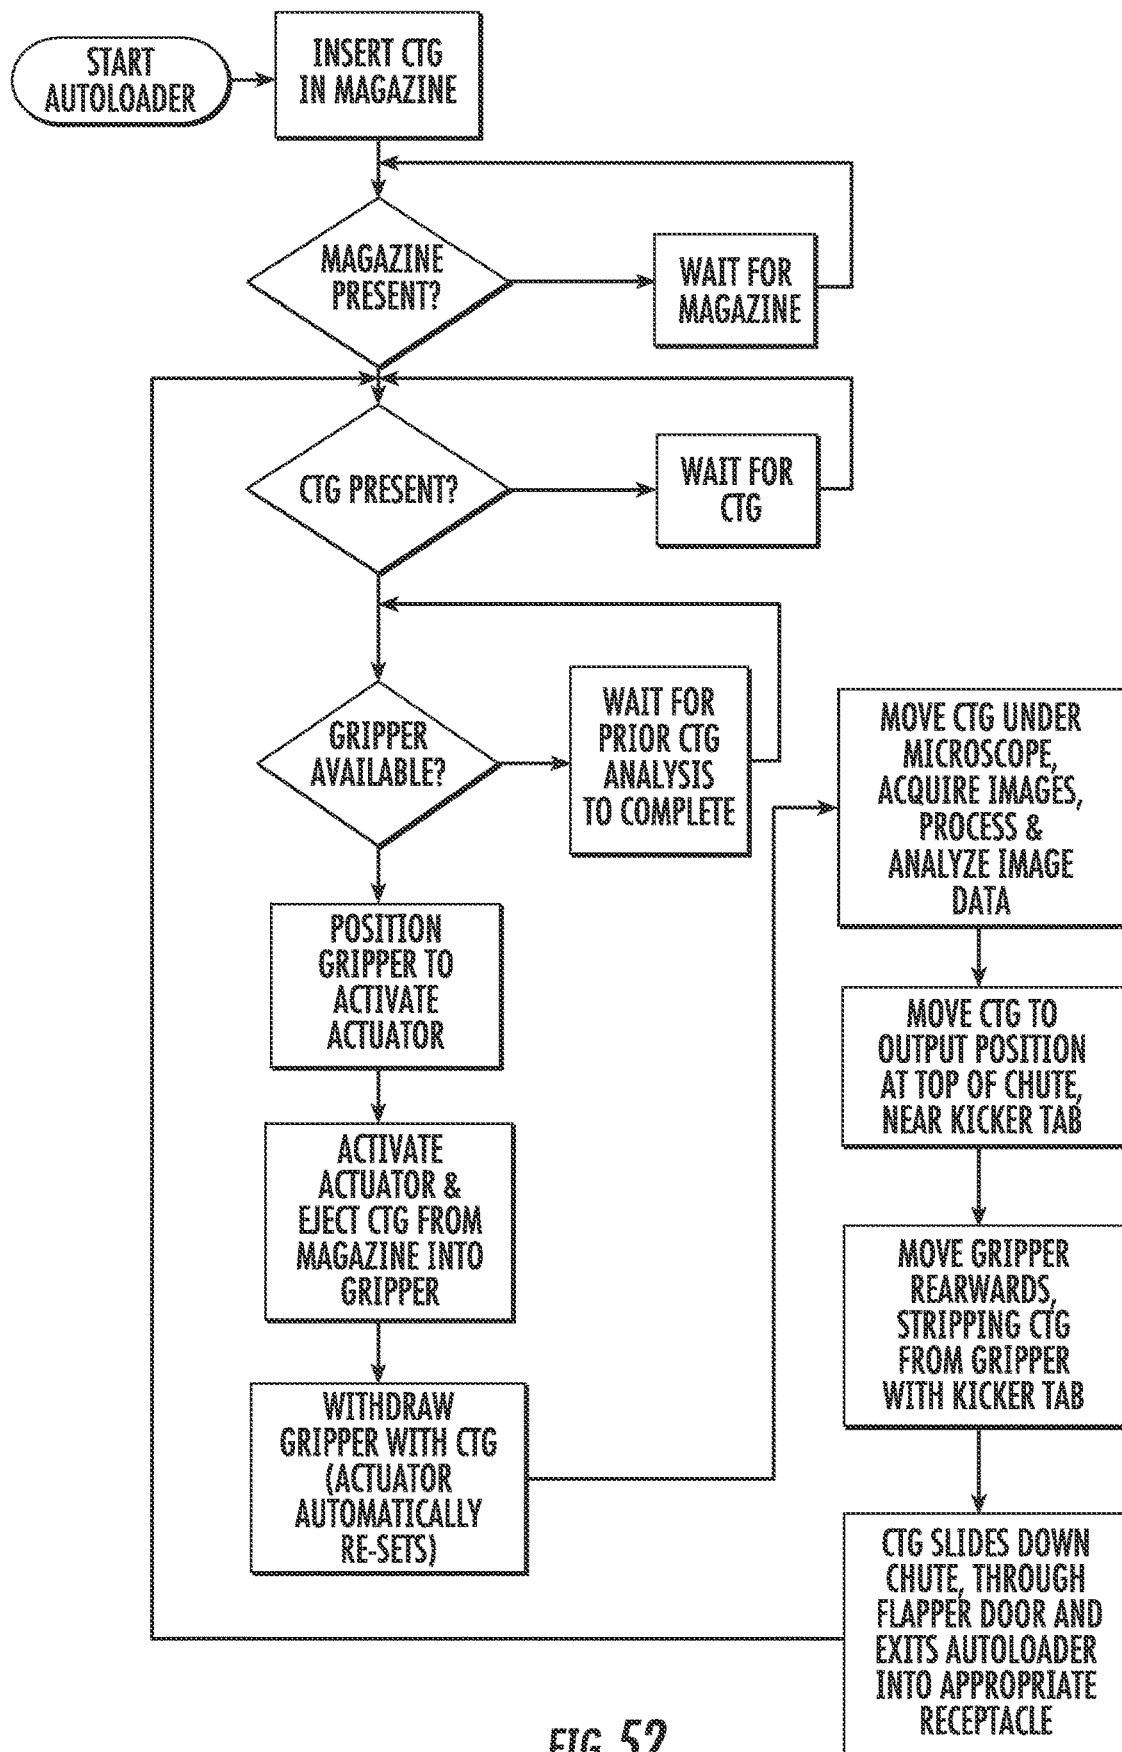 START
AUTOLOADER
INSERT CTG
IN MAGAZINE
MAGAZINE
PRESENT?
WAIT FOR
MAGAZINE
CTG PRESENT?
WAIT FOR
CTG
GRIPPER
AVAILABLE?
WAIT FOR
PRIOR CTG
ANALYSIS
TO COMPLETE
POSITION
GRIPPER TO
ACTIVATE
ACTUATOR
ACTIVATE
ACTUATOR &
EJECT CTG FROM
MAGAZINE INTO
GRIPPER
WITHDRAW
GRIPPER WITH CTG
(ACTUATOR
AUTOMATICALLY
RE-SETS)
MOVE CTG UNDER
MICROSCOPE,
ACQUIRE IMAGES,
PROCESS &
ANALYZE IMAGE
DATA
MOVE CTG TO
OUTPUT POSITION
AT TOP OF CHUTE,
NEAR KICKER TAB
MOVE GRIPPER
REARWARDS,
STRIPPING CTG
FROM GRIPPER
WITH KICKER TAB
CTG SLIDES DOWN
CHUTE, THROUGH
FLAPPER DOOR AND
EXITS AUTOLOADER
INTO APPROPRIATE
RECEPTACLE
FIG. 52